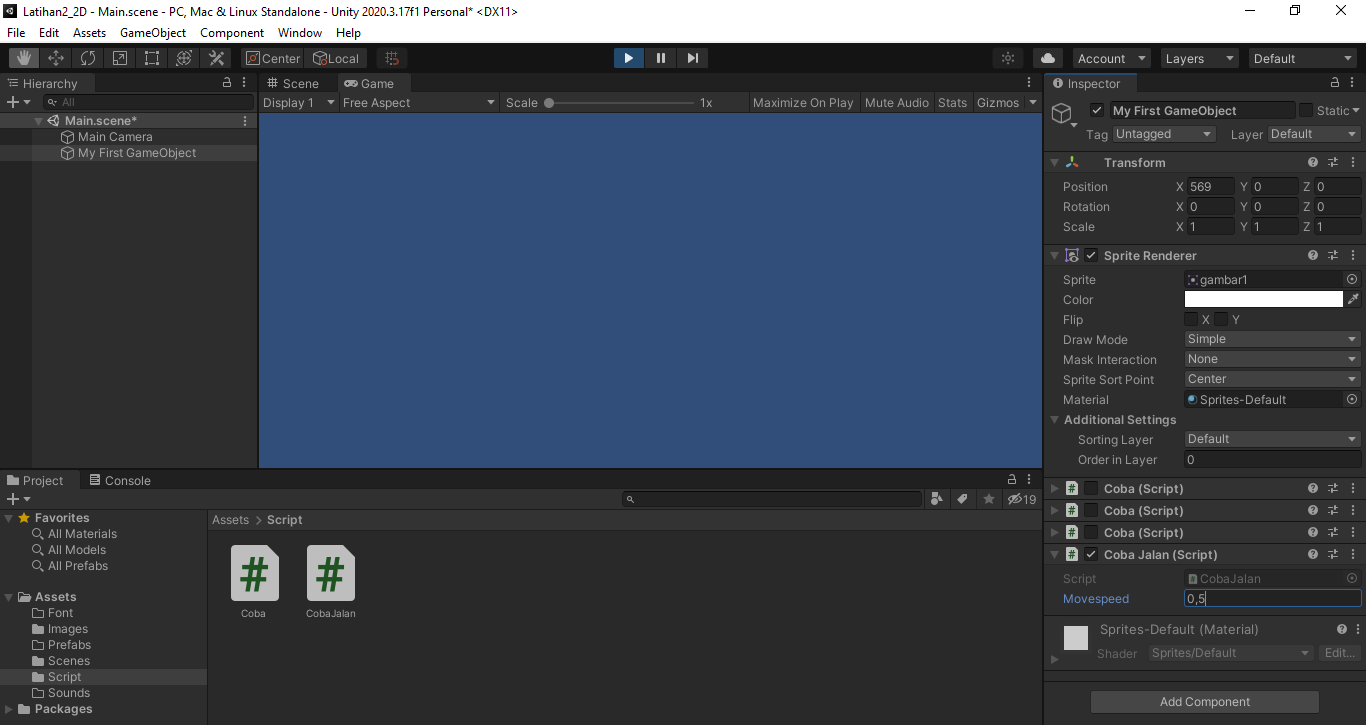 Latihan2_2D - Main.scene - PC, Mac & Linux Standalone - Unity 2020.3.17f1 Personal* <DX11>
File Edit Assets GameObject Component Window Help
Center Local Account Layers Default
Hierarchy
All
Main.scene*
Main Camera
My First GameObject
Scene Game
Display 1 Free Aspect Scale 1x Maximize On Play Mute Audio Stats Gizmos
Inspector
My First GameObject Static
Tag Untagged Layer Default
Transform
Position X 569 Y 0 Z 0
Rotation X 0 Y 0 Z 0
Scale X 1 Y 1 Z 1
Sprite Renderer
Sprite gambar1
Color
Flip X Y
Draw Mode Simple
Mask Interaction None
Sprite Sort Point Center
Material Sprites-Default
Additional Settings
Sorting Layer Default
Order in Layer 0
# Coba (Script)
# Coba (Script)
# Coba (Script)
# Coba Jalan (Script)
Script # CobaJalan
Movespeed 0,5
Sprites-Default (Material)
Shader Sprites/Default Edit...
Add Component
Project Console
19
Favorites
All Materials
All Models
All Prefabs
Assets
Font
Images
Prefabs
Scenes
Script
Sounds
Packages
Assets > Script
# #
Coba CobaJalan